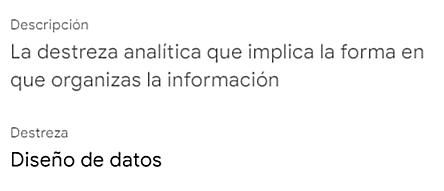 Descripción
La destreza analítica que implica la forma en
que organizas la información
Destreza
Diseño de datos